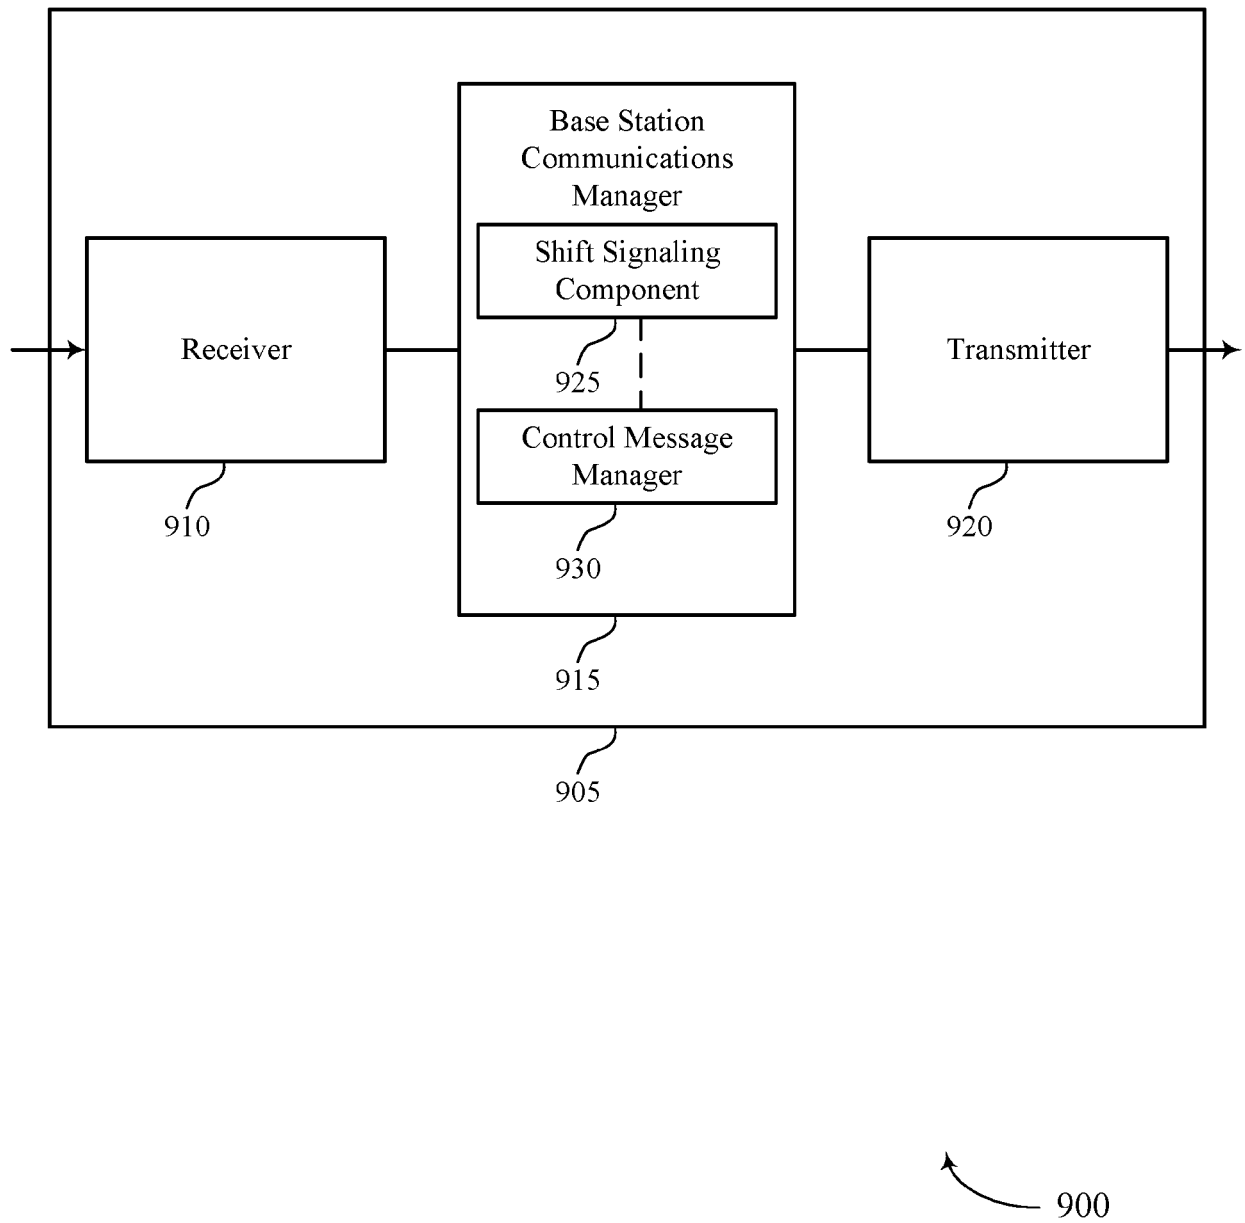 Base Station
Communications
Manager
Shift Signaling
Component
Receiver
Transmitter
925
Control Message
Manager
910
920
930
915
905
900